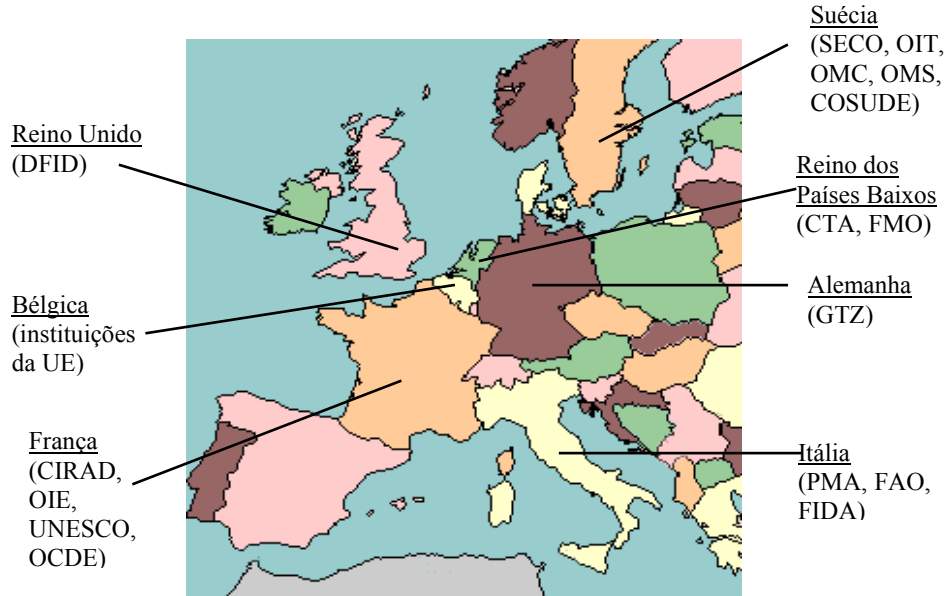 Suécia
(SECO, OIT,
OMC, OMS,
COSUDE)
Reino Unido
(DFID)
Reino dos
Países Baixos
(CTA, FMO)
Bélgica
(instituições
da UE)
Alemanha
(GTZ)
França
(CIRAD,
OIE,
UNESCO,
OCDE)
Itália
(PMA, FAO,
FIDA)